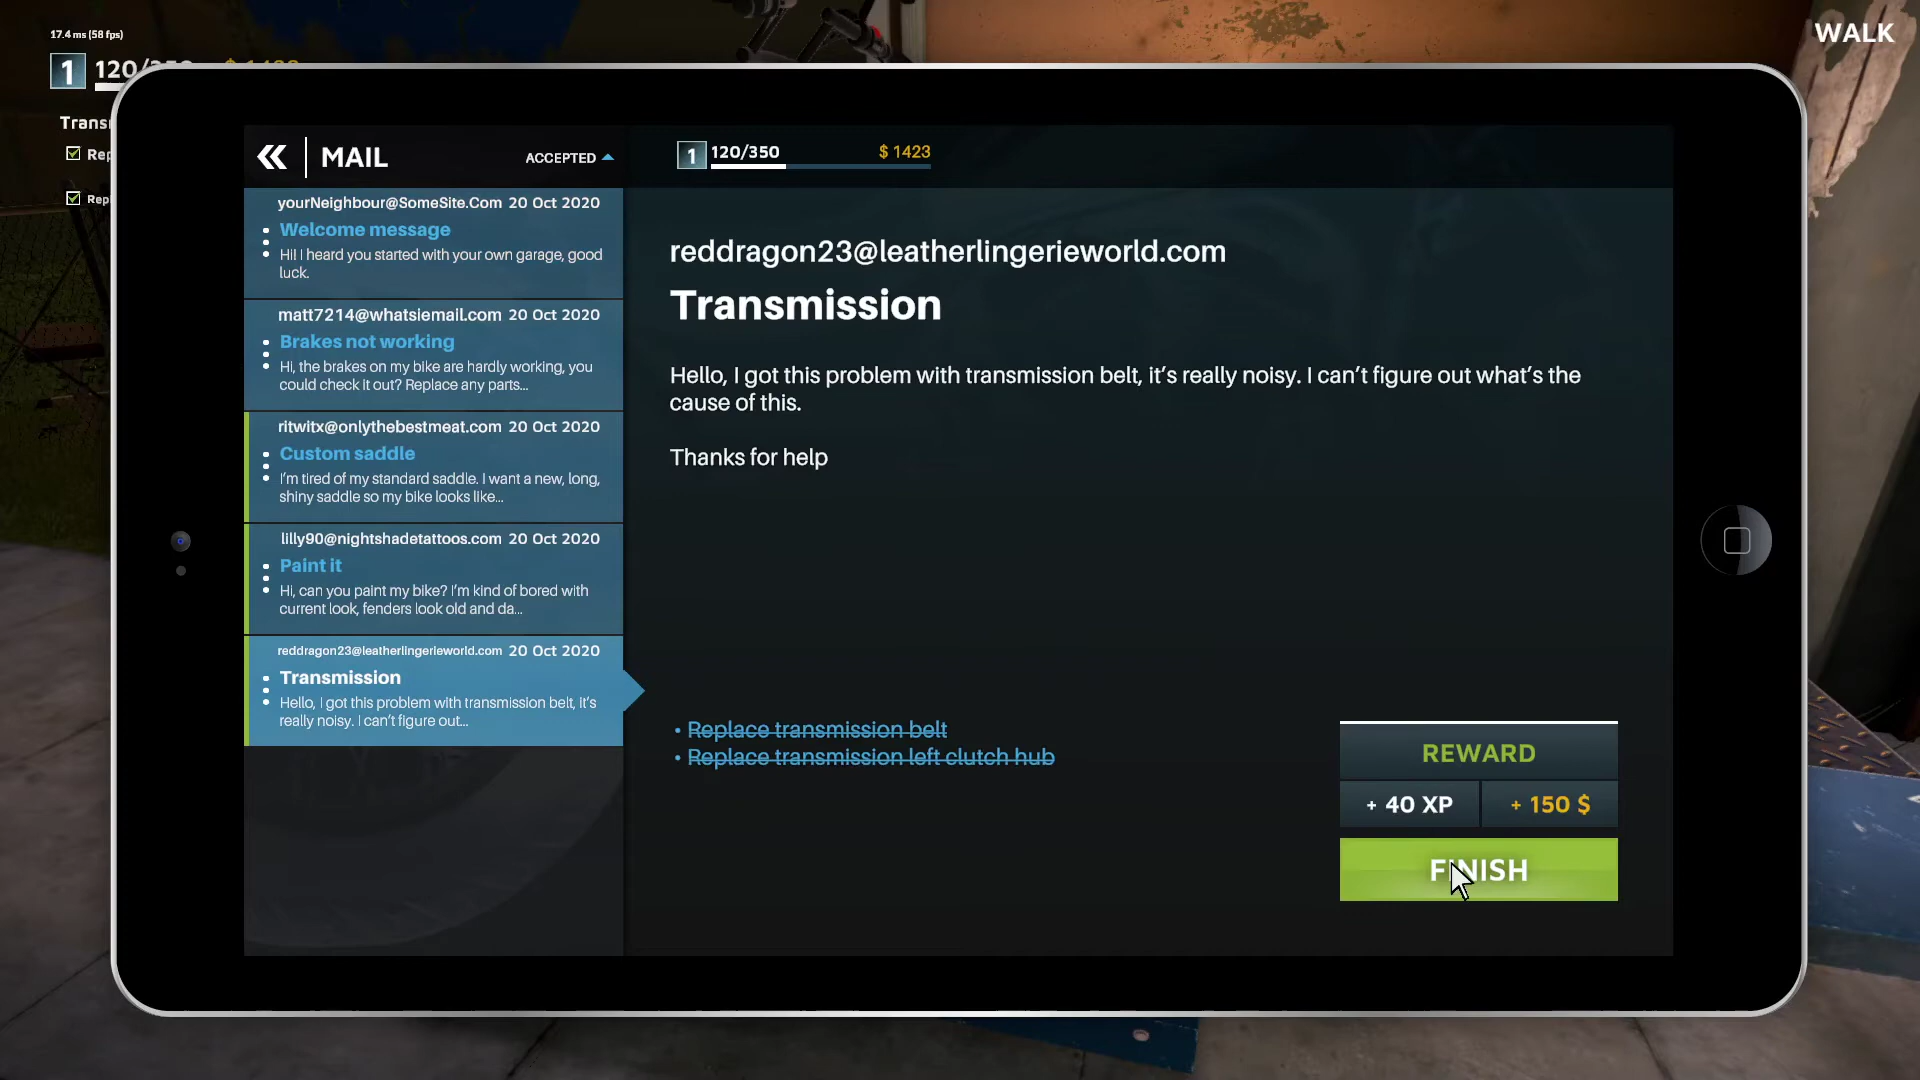 17.4 ms (58 fps)
WALK
1
120/350
Transm
Rep
Repl
MAIL
ACCEPTED
1
120/350
$ 1423
yourNeighbour@SomeSite.Com 20 Oct 2020
Welcome message
Hi! I heard you started with your own garage, good
luck.
matt7214@whatsiemail.com 20 Oct 2020
Brakes not working
Hi, the brakes on my bike are hardly working, you
could check it out? Replace any parts...
ritwitx@onlythebestmeat.com 20 Oct 2020
Custom saddle
I'm tired of my standard saddle. I want a new, long,
shiny saddle so my bike looks like...
lilly90@nightshadetattoos.com 20 Oct 2020
Paint it
Hi, can you paint my bike? I'm kind of bored with
current look, fenders look old and da...
reddragon23@leatherlingerieworld.com 20 Oct 2020
Transmission
Hello, I got this problem with transmission belt, it's
really noisy. I can't figure out...
reddragon23@leatherlingerieworld.com
Transmission
Hello, I got this problem with transmission belt, it's really noisy. I can't figure out what's the
cause of this.
Thanks for help
• Replace transmission belt
• Replace transmission left clutch hub
REWARD
+ 40 XP
+ 150 $
FINISH